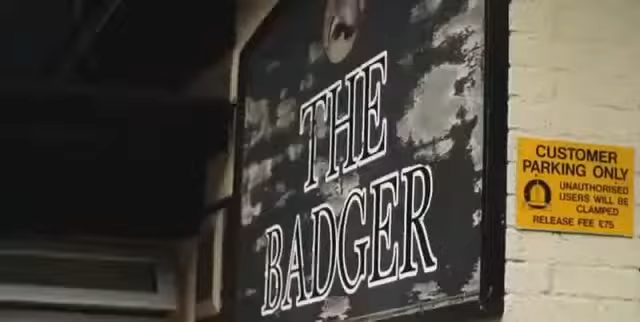 THE
BADGER
CUSTOMER
PARKING ONLY
UNAUTHORISED
USERS WILL BE
CLAMPED
RELEASE FEE £75